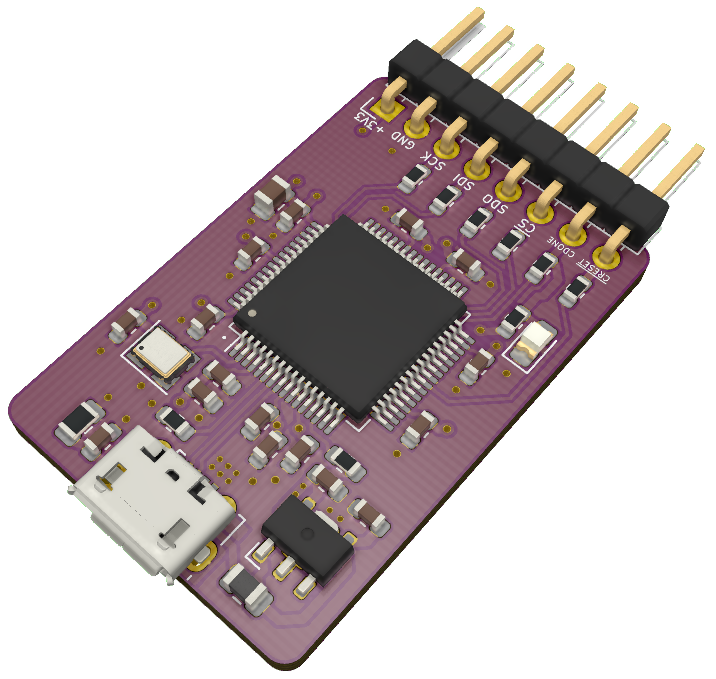 +3V3
GND
SCK
SDI
SDO
CS
CDONE
CRESET